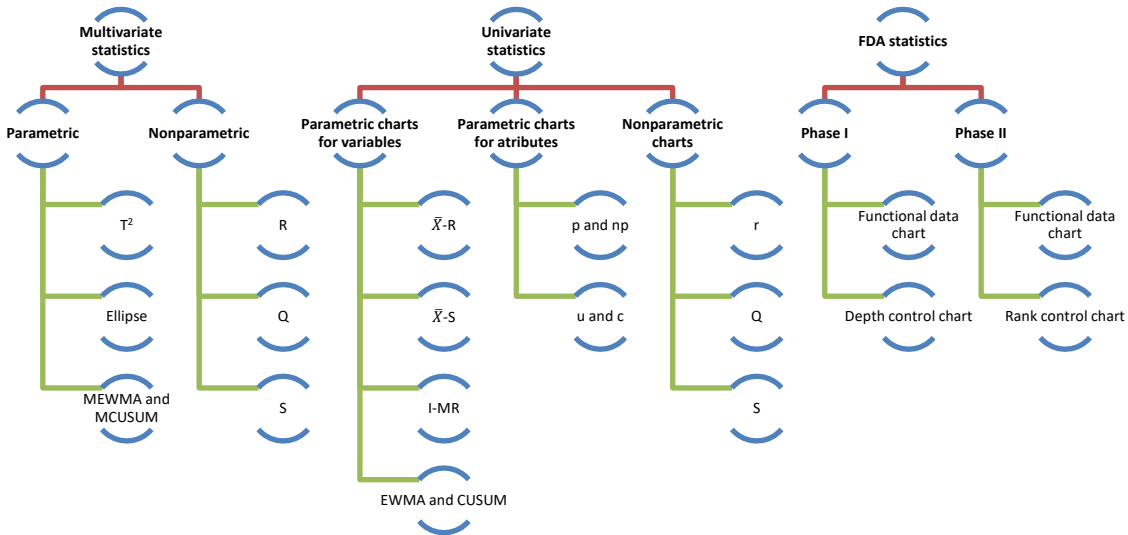 Multivariate
statistics
Parametric
Nonparametric
T²
Ellipse
MEWMA and
MCUSUM
R
Q
S
Univariate
statistics
Parametric charts
for variables
Parametric charts
for atributes
Nonparametric
charts
X̅-R
X̅-S
I-MR
EWMA and CUSUM
p and np
u and c
r
Q
S
FDA statistics
Phase I
Phase II
Functional data
chart
Depth control chart
Functional data
chart
Rank control chart